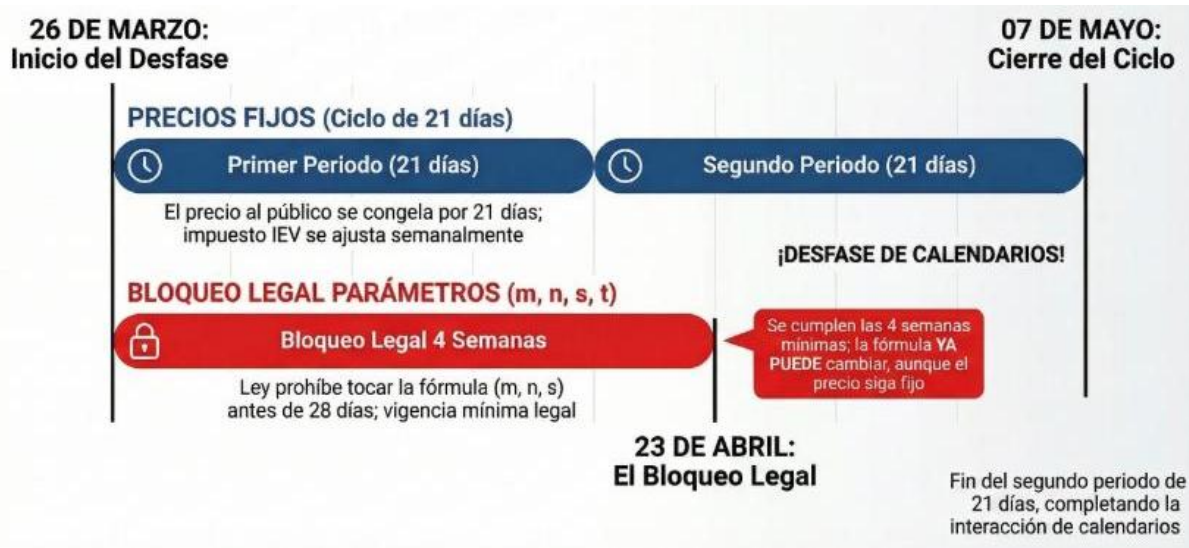 26 DE MARZO:
Inicio del Desfase
07 DE MAYO:
Cierre del Ciclo
PRECIOS FIJOS (Ciclo de 21 días)
Primer Periodo (21 días)
Segundo Periodo (21 días)
El precio al público se congela por 21 días;
impuesto IEV se ajusta semanalmente
¡DESFASE DE CALENDARIOS!
BLOQUEO LEGAL PARÁMETROS (m, n, s, t)
Bloqueo Legal 4 Semanas
Se cumplen las 4 semanas
mínimas; la fórmula YA
PUEDE cambiar, aunque el
precio siga fijo
Ley prohíbe tocar la fórmula (m, n, s)
antes de 28 días; vigencia mínima legal
23 DE ABRIL:
El Bloqueo Legal
Fin del segundo periodo de
21 días, completando la
interacción de calendarios